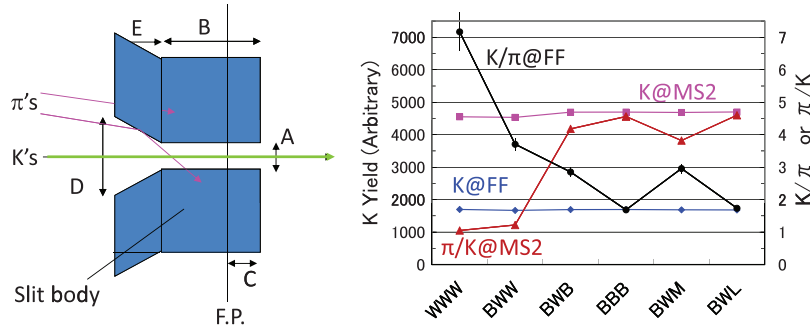 E
B
π's
K's
A
D
C
Slit body
F.P.
K Yield (Arbitrary)
7000
6000
5000
4000
3000
2000
1000
0000
K/π@FF
K@MS2
K@FF
π/K@MS2
7
6
5
4
3
2
1
0
K/π or π/K
WWW
BWW
BWB
BBB
BWM
BWL